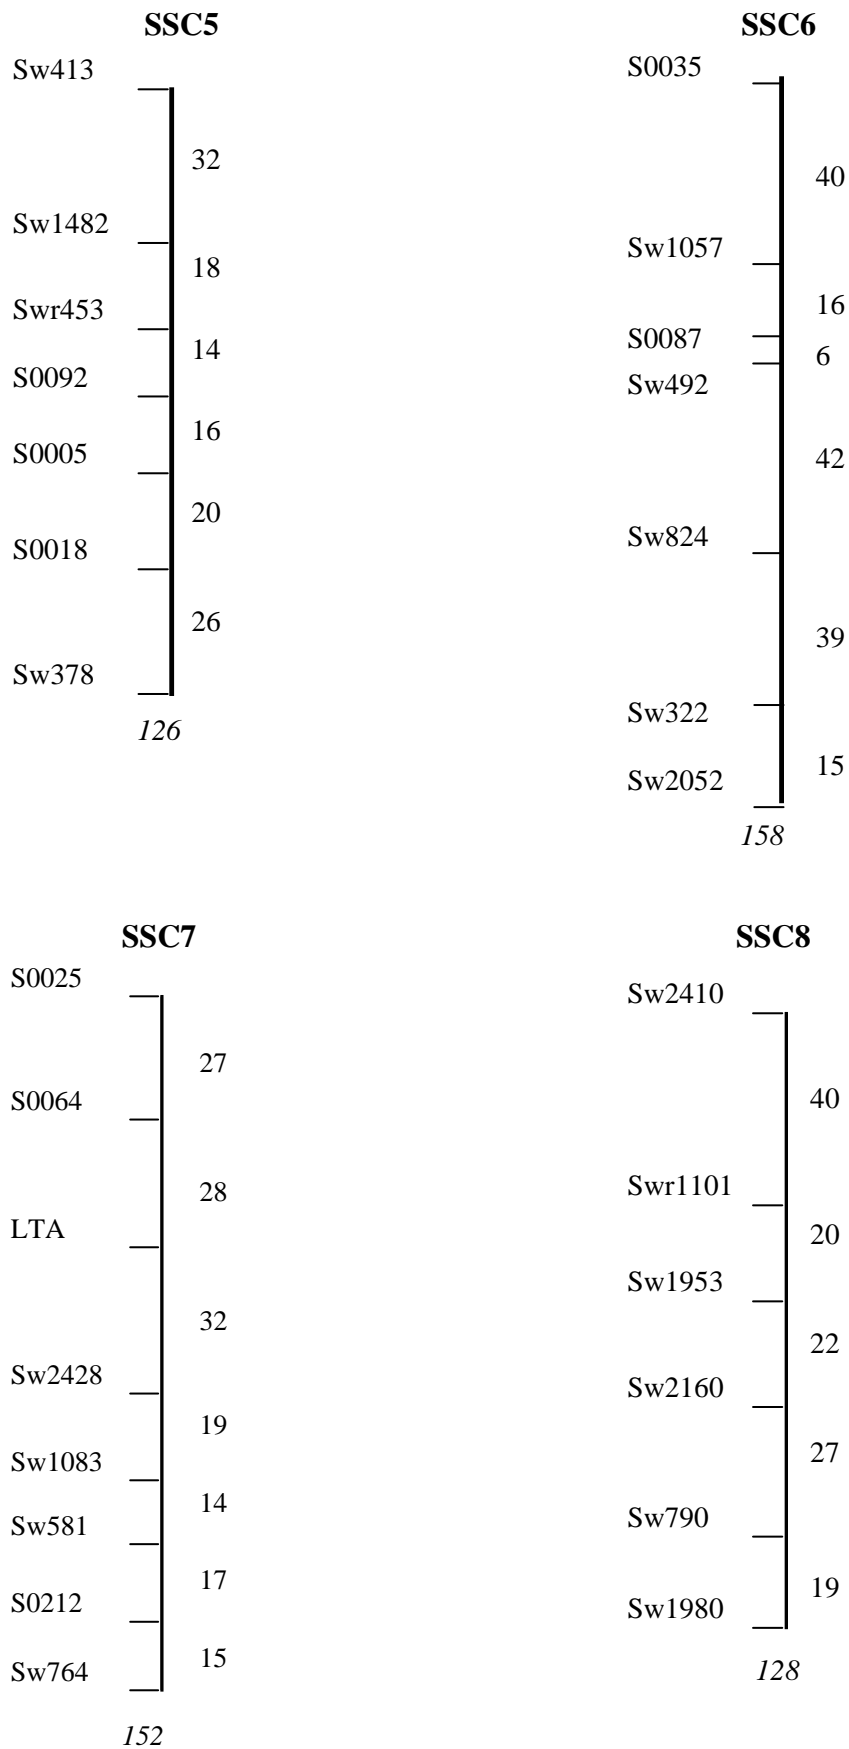 SSC5
Sw413
32
Sw1482
18
Swr453
14
S0092
16
S0005
20
S0018
26
Sw378
126
SSC6
S0035
40
Sw1057
16
S0087
6
Sw492
42
Sw824
39
Sw322
15
Sw2052
158
SSC7
S0025
27
S0064
28
LTA
32
Sw2428
19
Sw1083
14
Sw581
17
S0212
15
Sw764
152
SSC8
Sw2410
40
Swr1101
20
Sw1953
22
Sw2160
27
Sw790
19
Sw1980
128